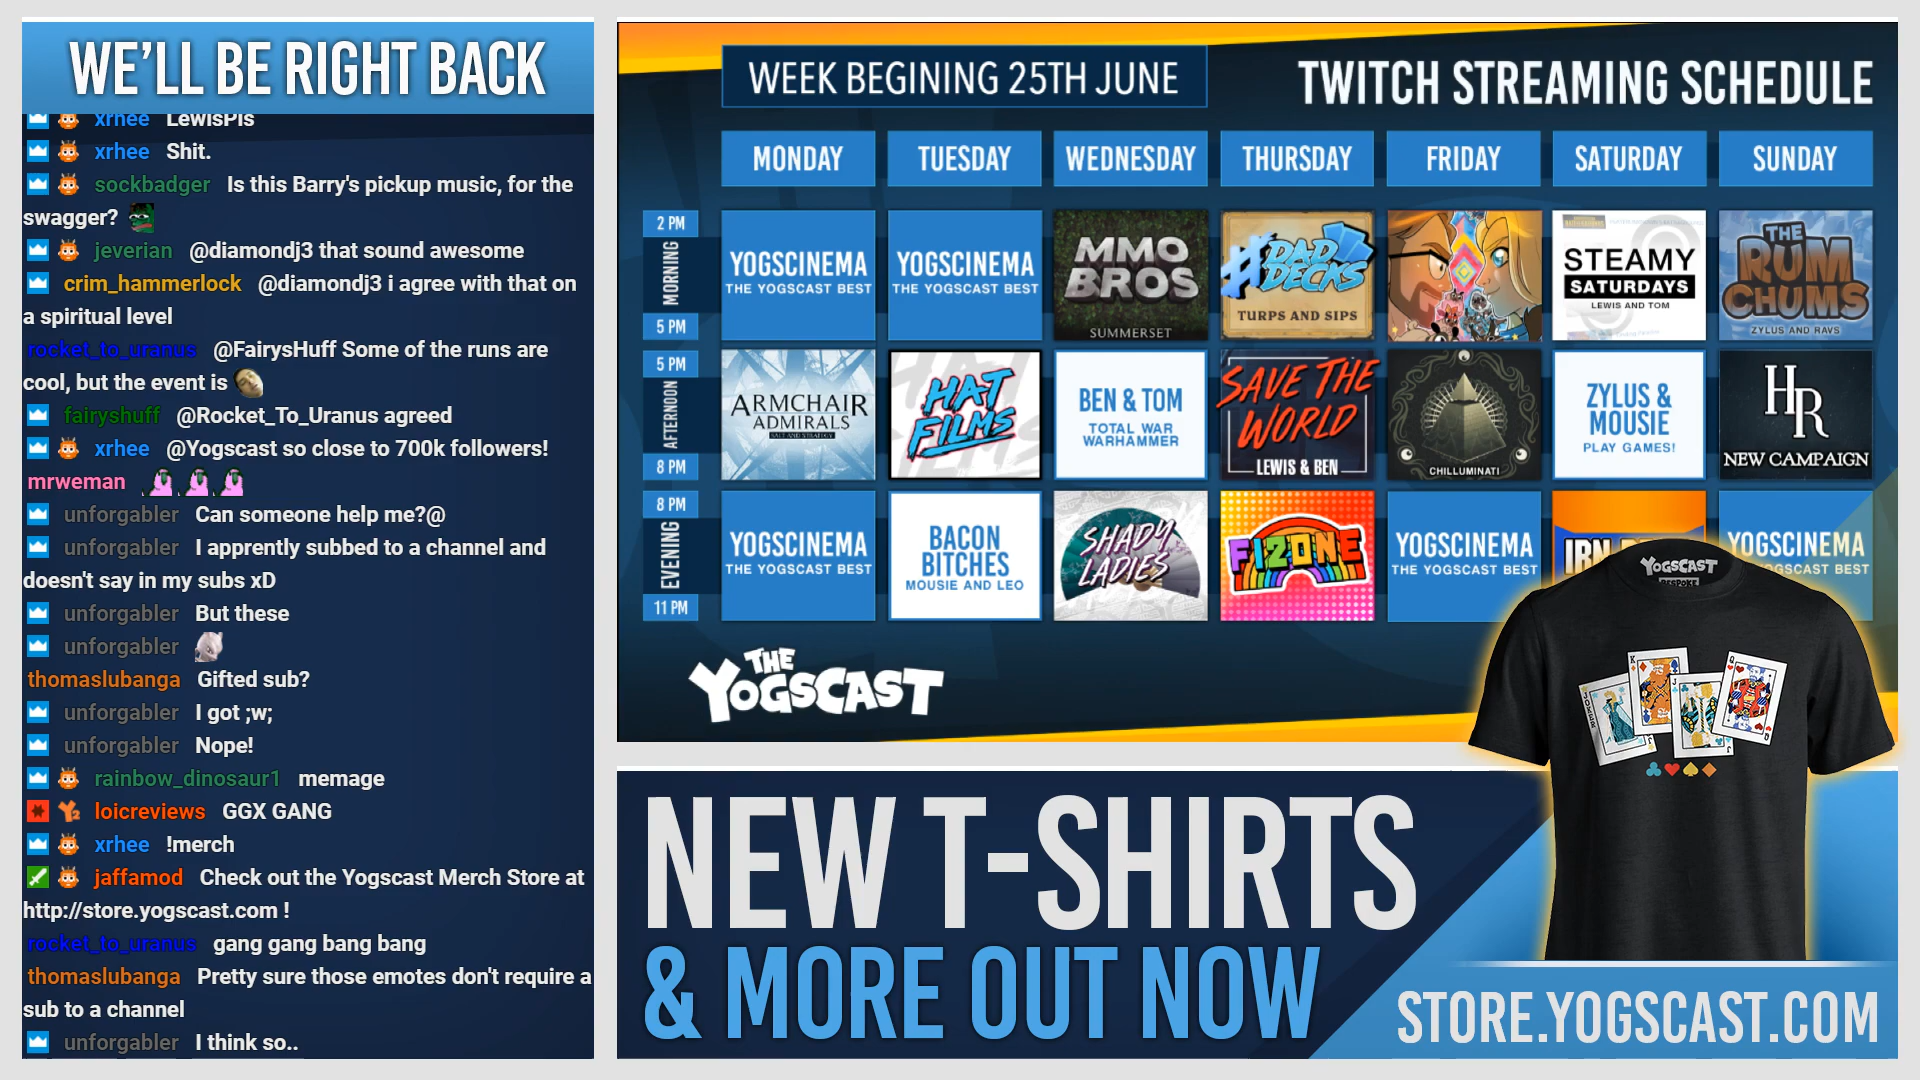 WE'LL BE RIGHT BACK
xrhee LewisPls
xrhee Shit.
sockbadger Is this Barry's pickup music, for the
swagger?
jeverian @diamondj3 that sound awesome
crim_hammerlock @diamondj3 i agree with that on
a spiritual level
rocket_to_uranus @FairysHuff Some of the runs are
cool, but the event is
fairyshuff @Rocket_To_Uranus agreed
xrhee @Yogscast so close to 700k followers!
mrweman
unforgabler Can someone help me?@
unforgabler I apprently subbed to a channel and
doesn't say in my subs xD
unforgabler But these
unforgabler
thomaslubanga Gifted sub?
unforgabler I got ;w;
unforgabler Nope!
rainbow_dinosaur1 memage
loicreviews GGX GANG
xrhee !merch
jaffamod Check out the Yogscast Merch Store at
http://store.yogscast.com !
rocket_to_uranus gang gang bang bang
thomaslubanga Pretty sure those emotes don't require a
sub to a channel
unforgabler I think so..
WEEK BEGINING 25TH JUNE
TWITCH STREAMING SCHEDULE
MONDAY TUESDAY WEDNESDAY THURSDAY FRIDAY SATURDAY SUNDAY
2 PM
MORNING
5 PM
YOGSCINEMA
THE YOGSCAST BEST
YOGSCINEMA
THE YOGSCAST BEST
MMO
BROS
SUMMERSET
#DAD
DECKS
TURPS AND SIPS
STEAMY
SATURDAYS
LEWIS AND TOM
THE
RUM
CHUMS
ZYLUS AND RAVS
5 PM
AFTERNOON
8 PM
ARMCHAIR
ADMIRALS
SALT AND STRATEGY
HAT
FILMS
BEN & TOM
TOTAL WAR
WARHAMMER
SAVE THE
WORLD
LEWIS & BEN
CHILLUMINATI
ZYLUS &
MOUSIE
PLAY GAMES!
HR
NEW CAMPAIGN
8 PM
EVENING
11 PM
YOGSCINEMA
THE YOGSCAST BEST
BACON
BITCHES
MOUSIE AND LEO
SHADY
LADIES
FIZONE
YOGSCINEMA
THE YOGSCAST BEST
YOGSCINEMA
YOGSCAST BEST
THE
YOGSCAST
YOGSCAST
BESPOKE
NEW T-SHIRTS
& MORE OUT NOW
STORE.YOGSCAST.COM